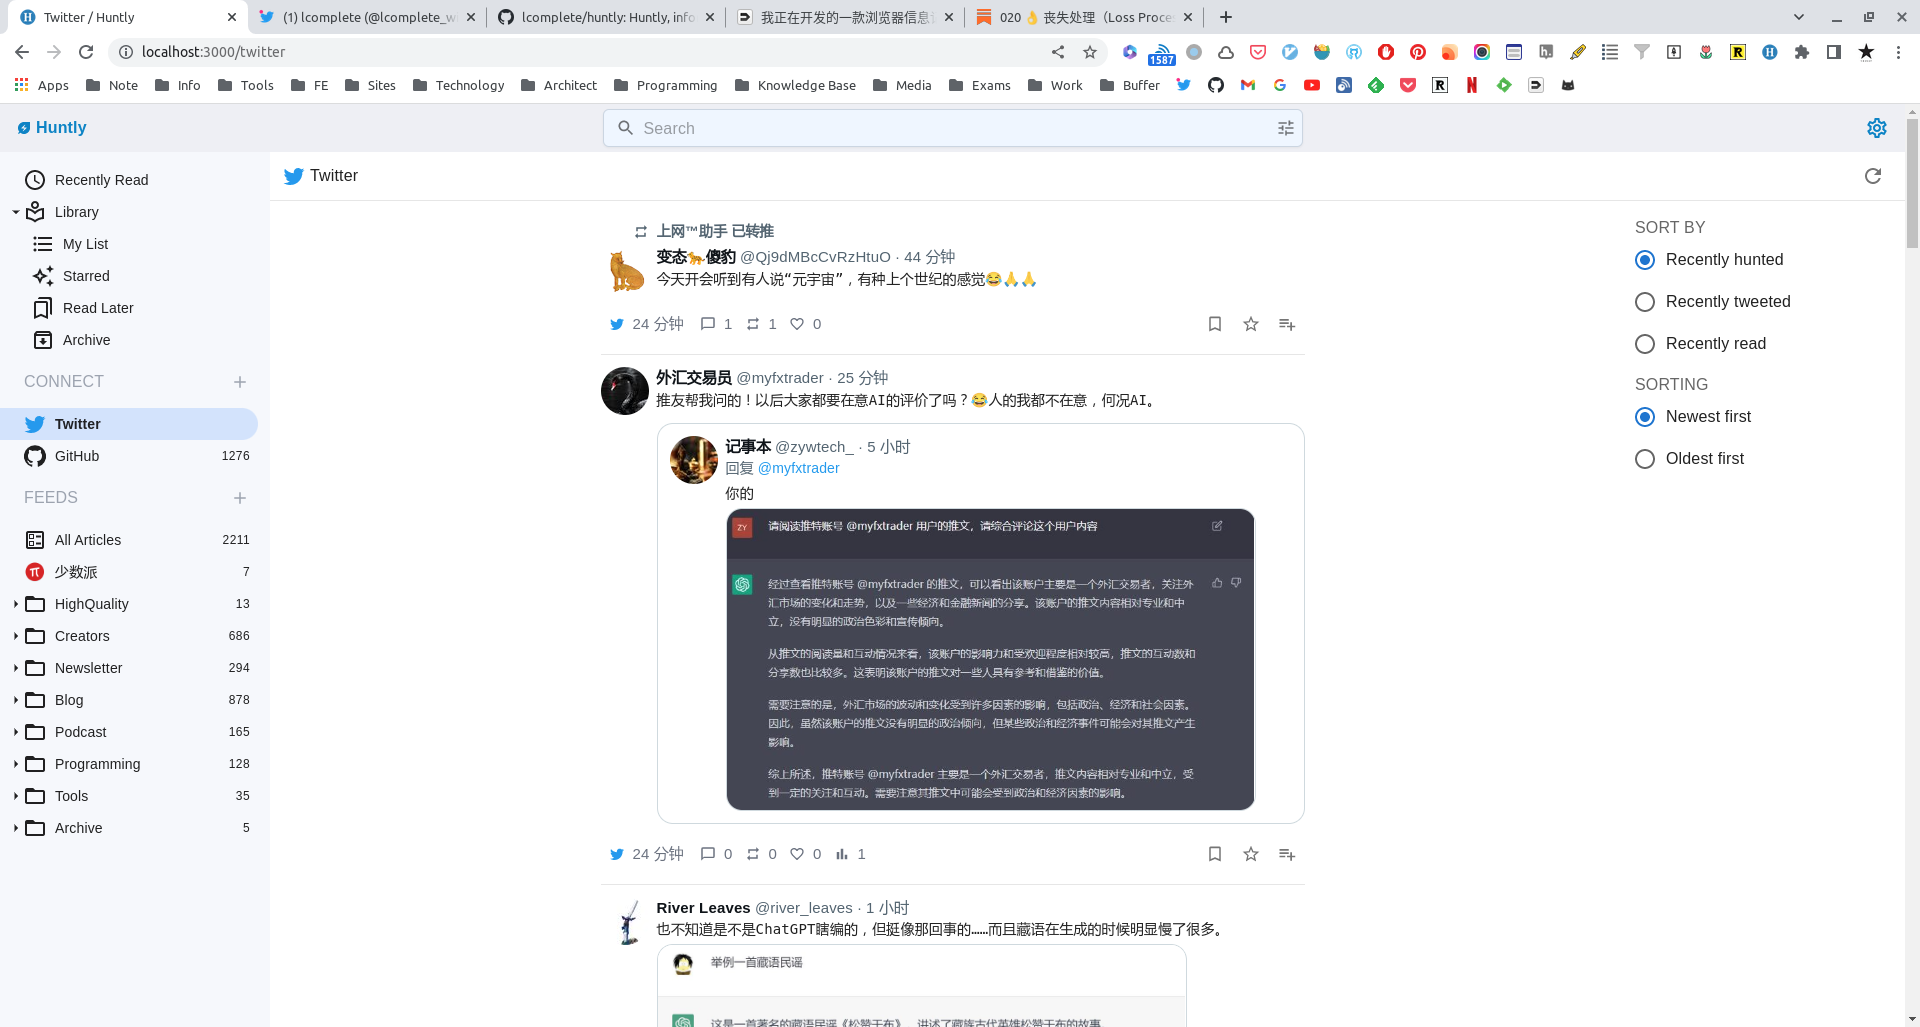 Twitter / Huntly
(1) lcomplete (@lcomplete_w
lcomplete/huntly: Huntly, info
我正在开发的一款浏览器信息
020 👌 丧失处理（Loss Proce
localhost:3000/twitter
1587
Apps Note Info Tools FE Sites Technology Architect Programming Knowledge Base Media Exams Work Buffer
Huntly
Search
Recently Read
Library
My List
Starred
Read Later
Archive
CONNECT
Twitter
GitHub 1276
FEEDS
All Articles 2211
少数派 7
HighQuality 13
Creators 686
Newsletter 294
Blog 878
Podcast 165
Programming 128
Tools 35
Archive 5
Twitter
上网™助手 已转推
变态🐆傻豹 @Qj9dMBcCvRzHtuO · 44 分钟
今天开会听到有人说“元宇宙”，有种上个世纪的感觉😂🙏🙏
24 分钟 1 1 0
外汇交易员 @myfxtrader · 25 分钟
推友帮我问的！以后大家都要在意AI的评价了吗？😂人的我都不在意，何况AI。
记事本 @zywtech_ · 5 小时
回复 @myfxtrader
你的
ZY 请阅读推特账号 @myfxtrader 用户的推文，请综合评论这个用户内容
经过查看推特账号 @myfxtrader 的推文，可以看出该账户主要是一个外汇交易者，关注外
汇市场的变化和走势，以及一些经济和金融新闻的分享。该账户的推文内容相对专业和中
立，没有明显的政治色彩和宣传倾向。
从推文的阅读量和互动情况来看，该账户的影响力和受欢迎程度相对较高，推文的互动数和
分享数也比较多。这表明该账户的推文对一些人具有参考和借鉴的价值。
需要注意的是，外汇市场的波动和变化受到许多因素的影响，包括政治、经济和社会因素。
因此，虽然该账户的推文没有明显的政治倾向，但某些政治和经济事件可能会对其推文产生
影响。
综上所述，推特账号 @myfxtrader 主要是一个外汇交易者，推文内容相对专业和中立，受
到一定的关注和互动。需要注意其推文中可能会受到政治和经济因素的影响。
24 分钟 0 0 0 1
River Leaves @river_leaves · 1 小时
也不知道是不是ChatGPT瞎编的，但挺像那回事的……而且藏语在生成的时候明显慢了很多。
举例一首藏语民谣
这是一首著名的藏语民谣《松赞干布》，讲述了藏族古代英雄松赞干布的故事
SORT BY
Recently hunted
Recently tweeted
Recently read
SORTING
Newest first
Oldest first